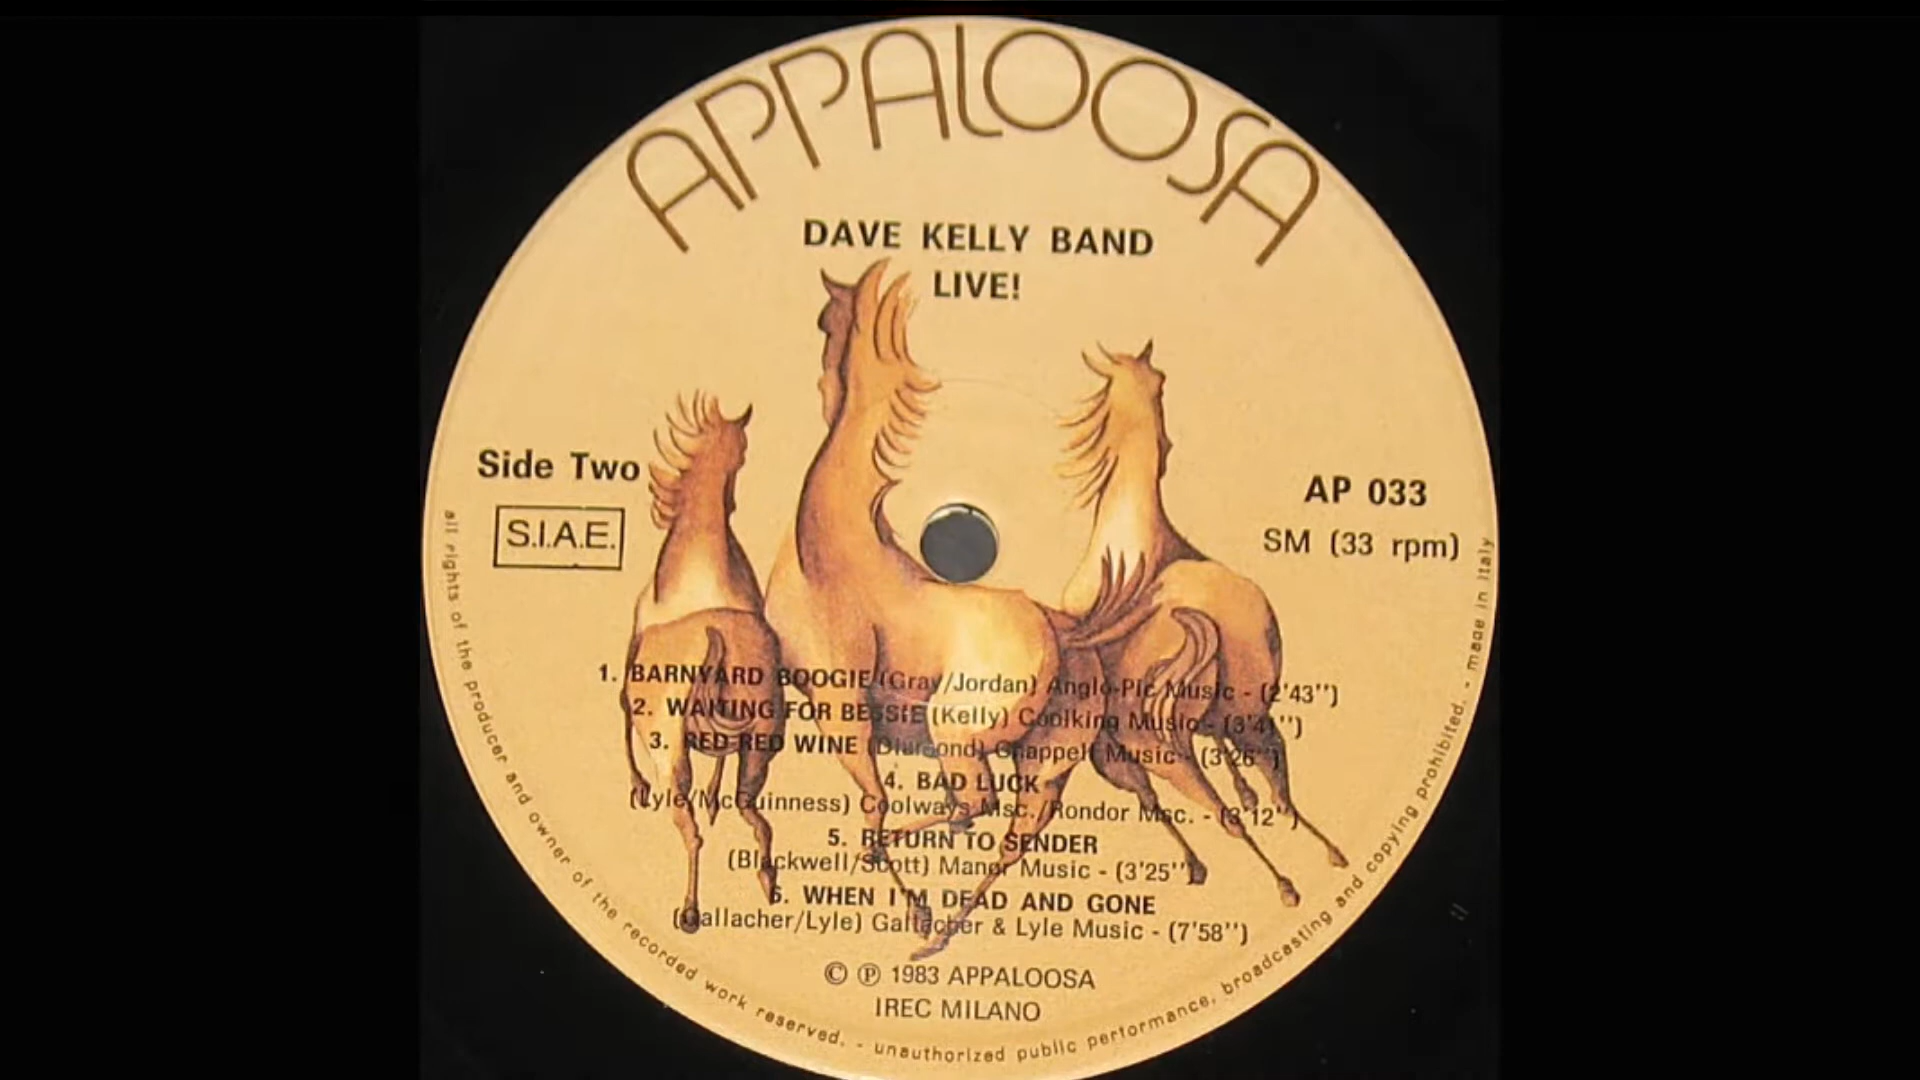 APPALOOSA
DAVE KELLY BAND
LIVE!
Side Two
S.I.A.E.
AP 033
SM (33 rpm)
1. BARNYARD BOOGIE (Gray/Jordan) Anglo-Pic Music - (2'43'')
2. WAITING FOR BESSIE (Kelly) Coolking Music - (3'41'')
3. RED RED WINE (Diamond) Chappell Music - (3'26'')
4. BAD LUCK
(Lyle/McGuinness) Coolways Msc./Rondor Msc. - (3'12'')
5. RETURN TO SENDER
(Blackwell/Scott) Manor Music - (3'25'')
6. WHEN I'M DEAD AND GONE
(Gallacher/Lyle) Gallacher & Lyle Music - (7'58'')
© ℗ 1983 APPALOOSA
IREC MILANO
all rights of the producer and owner of the recorded work reserved. - unauthorized public performance, broadcasting and copying prohibited. - made in italy